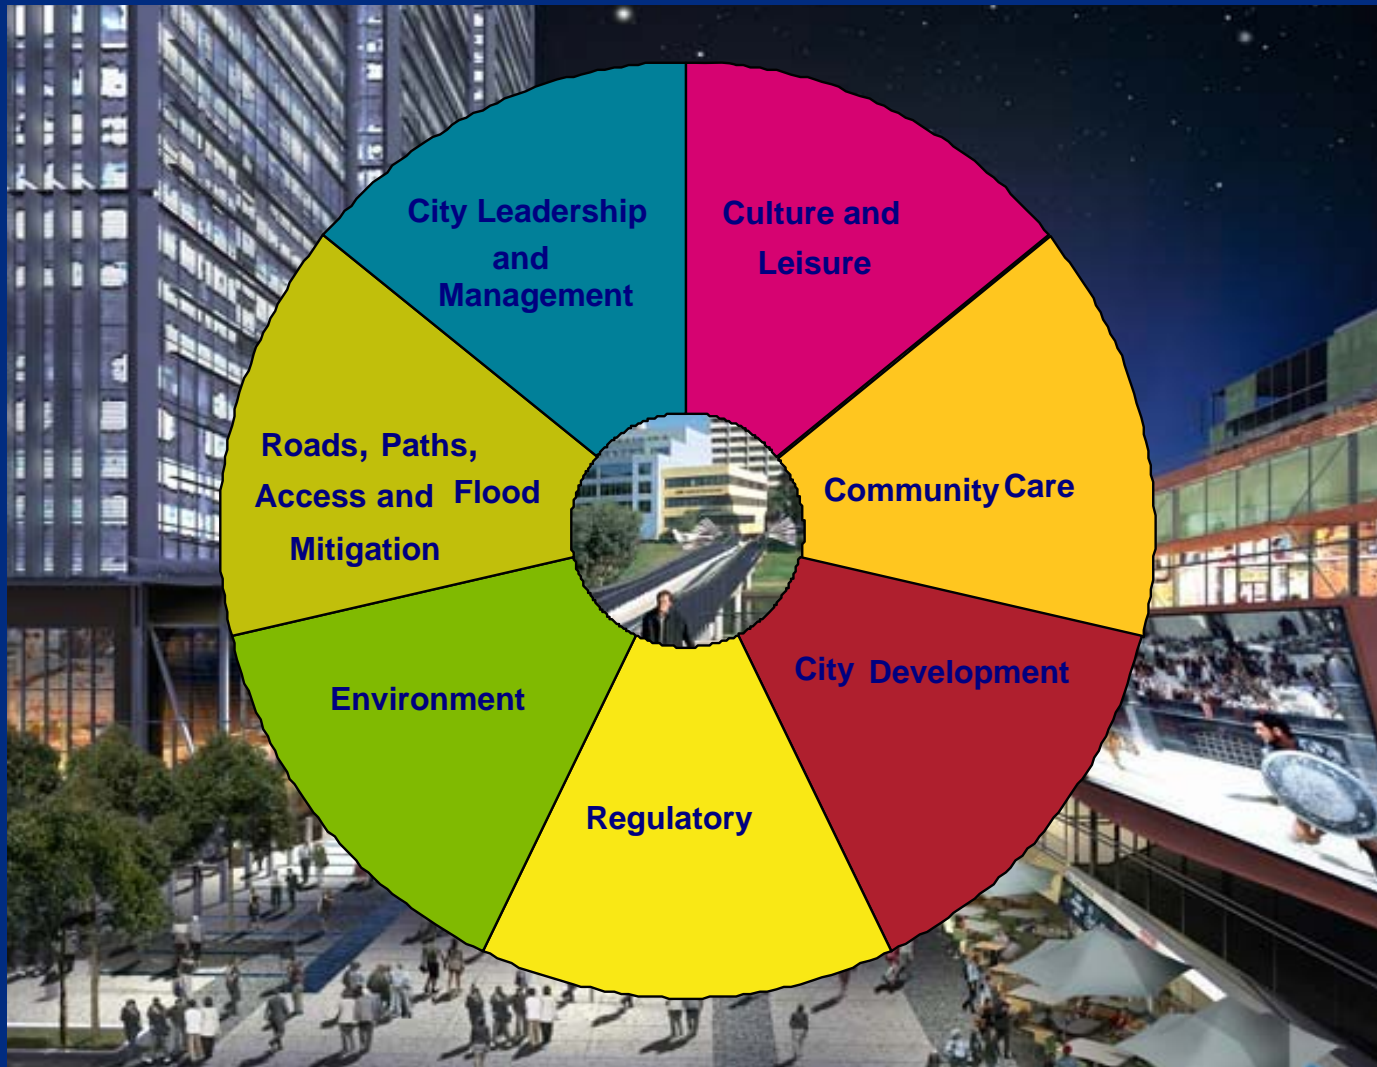 City Leadership
and
Management
Culture and
Leisure
Roads, Paths,
Access and Flood
Mitigation
Community Care
Environment
City Development
Regulatory